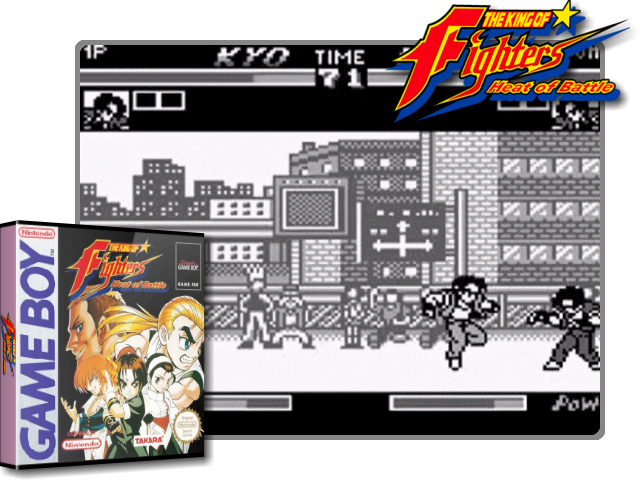 1P
KYO
TIME
71
THE KING OF
Fighters
Heat of Battle
POW
Nintendo
GAME BOY
TM
THE KING OF
Fighters
Heat of Battle
GAME BOY
Nintendo
TAKARA